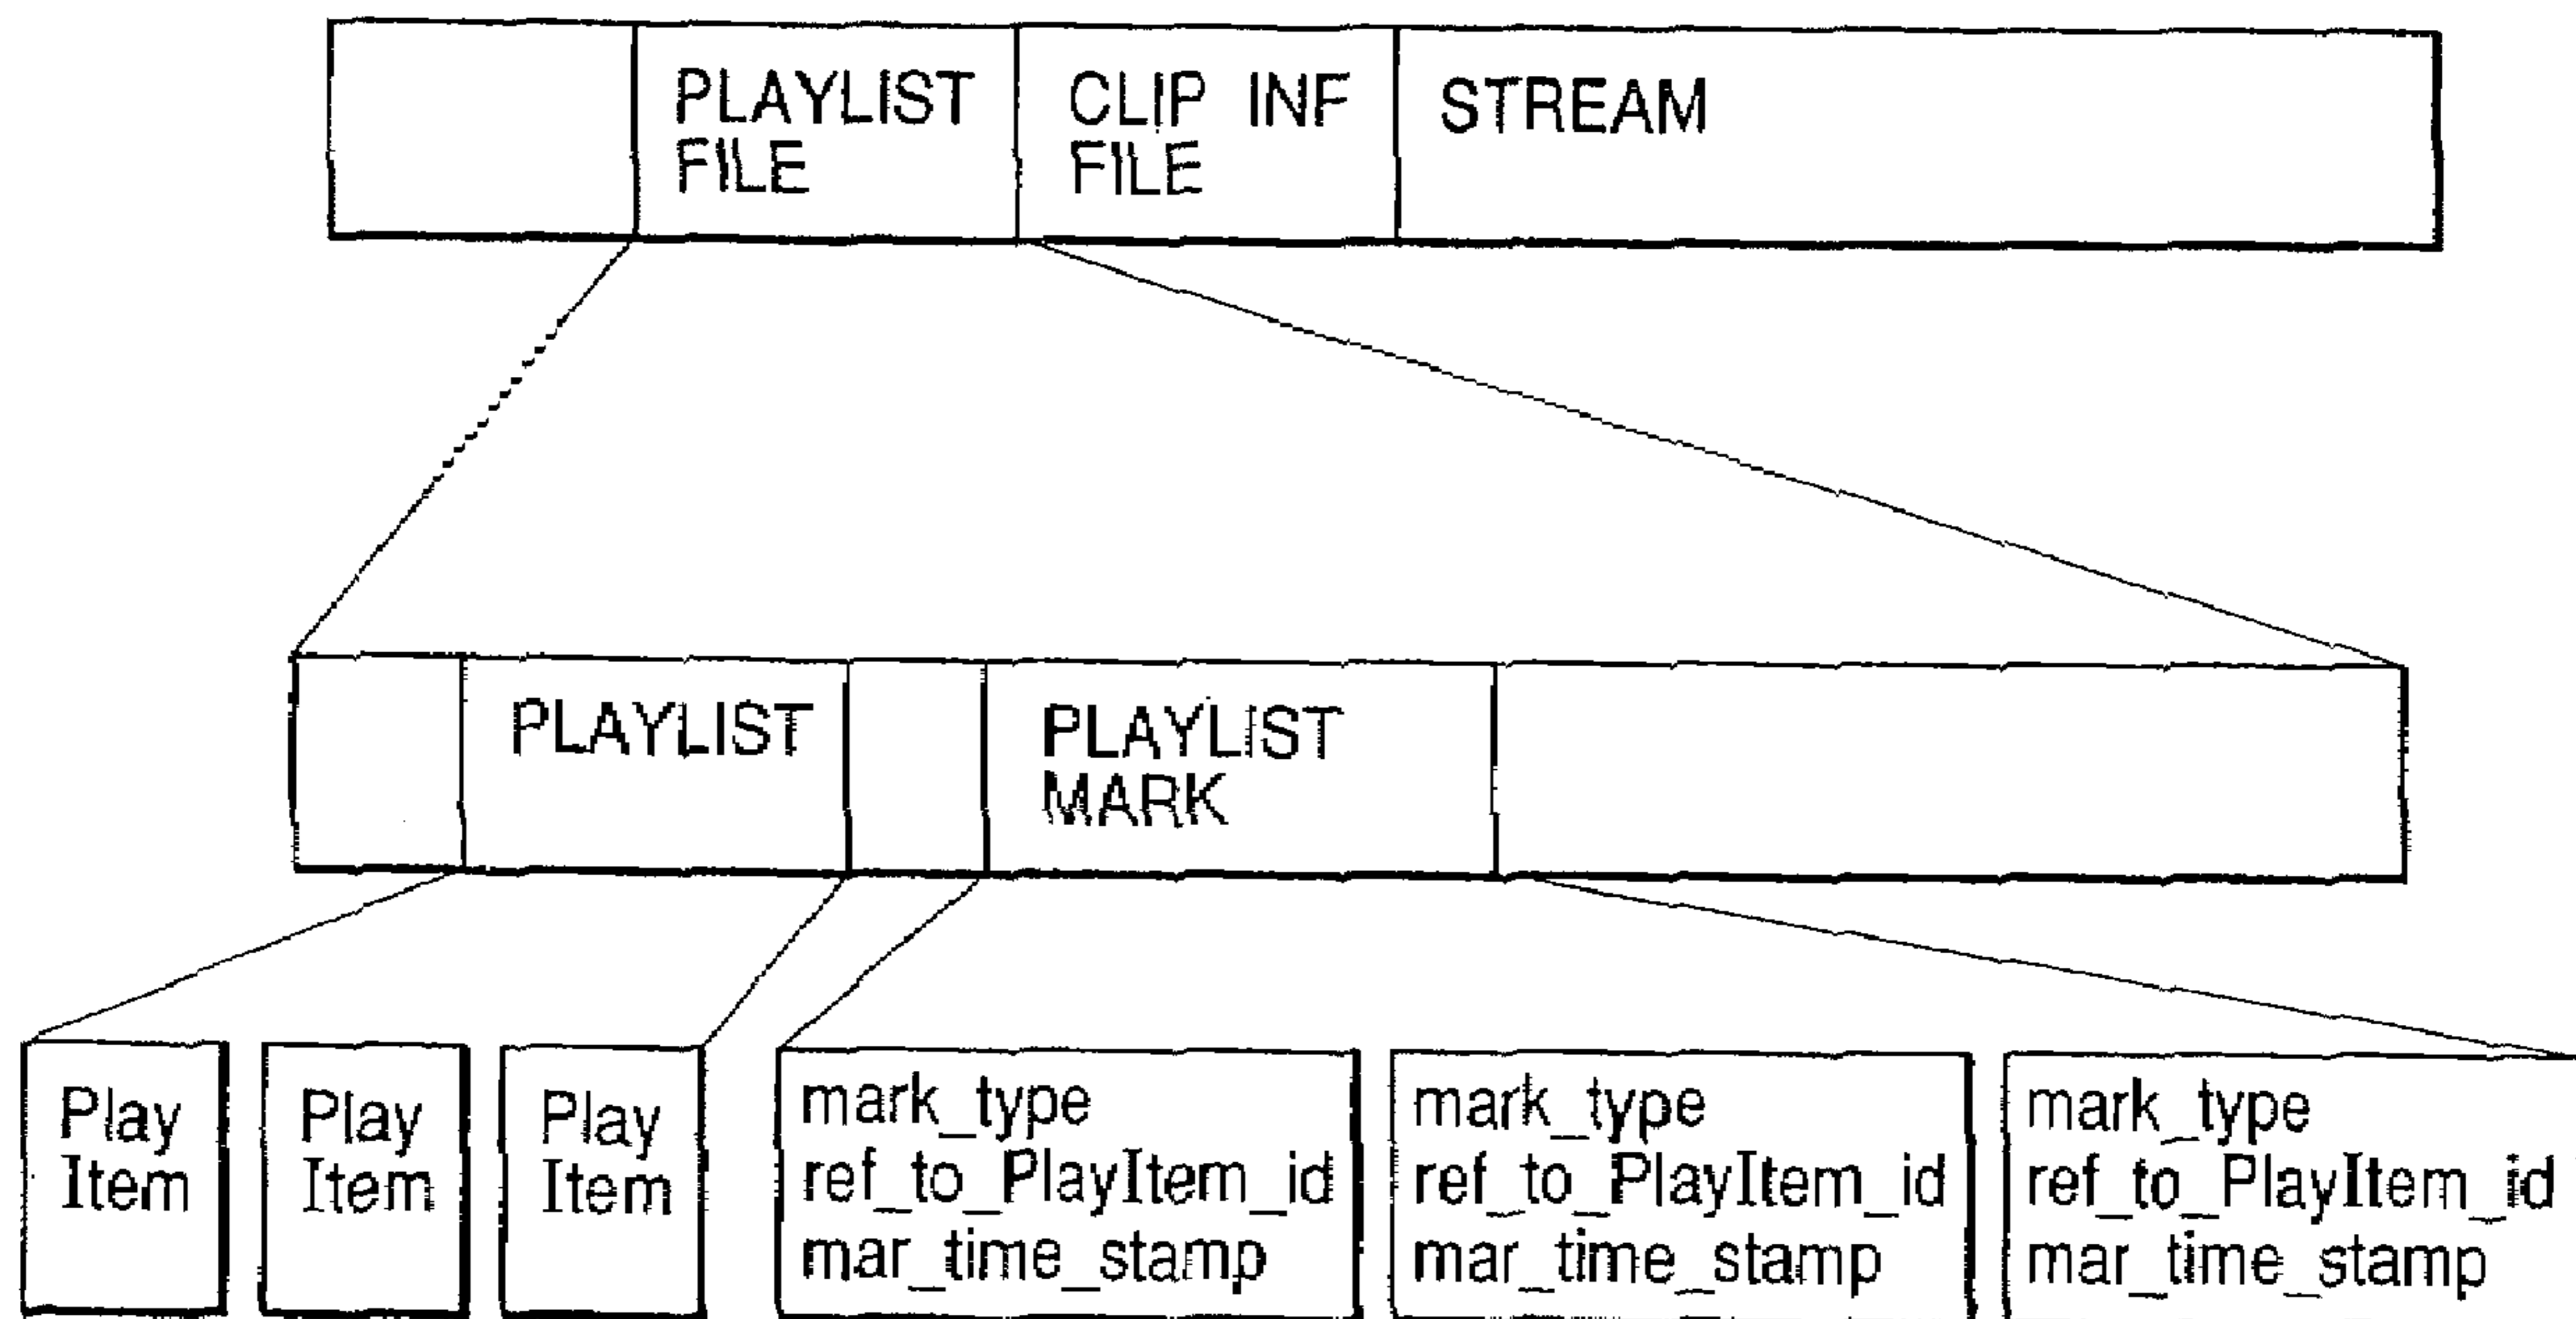 PLAYLIST
FILE
CLIP INF
FILE
STREAM
PLAYLIST
PLAYLIST
MARK
Play
Item
Play
Item
Play
Item
mark_type
ref_to_PlayItem_id
mar_time_stamp
mark_type
ref_to_PlayItem_id
mar_time_stamp
mark_type
ref_to_PlayItem_id
mar_time_stamp